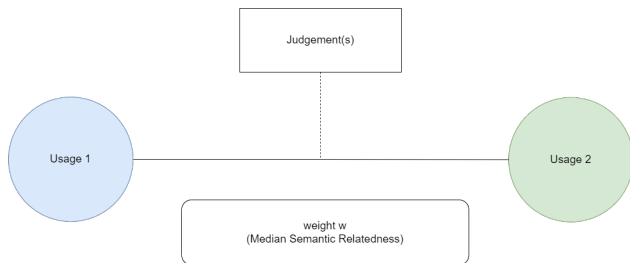 Judgement(s)
Usage 1
Usage 2
weight w
(Median Semantic Relatedness)